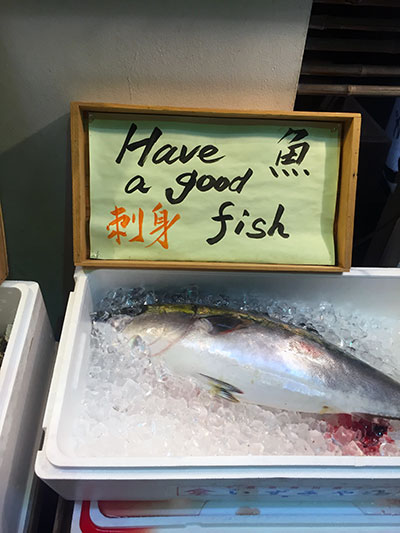 Have 魚
a good
刺身 fish